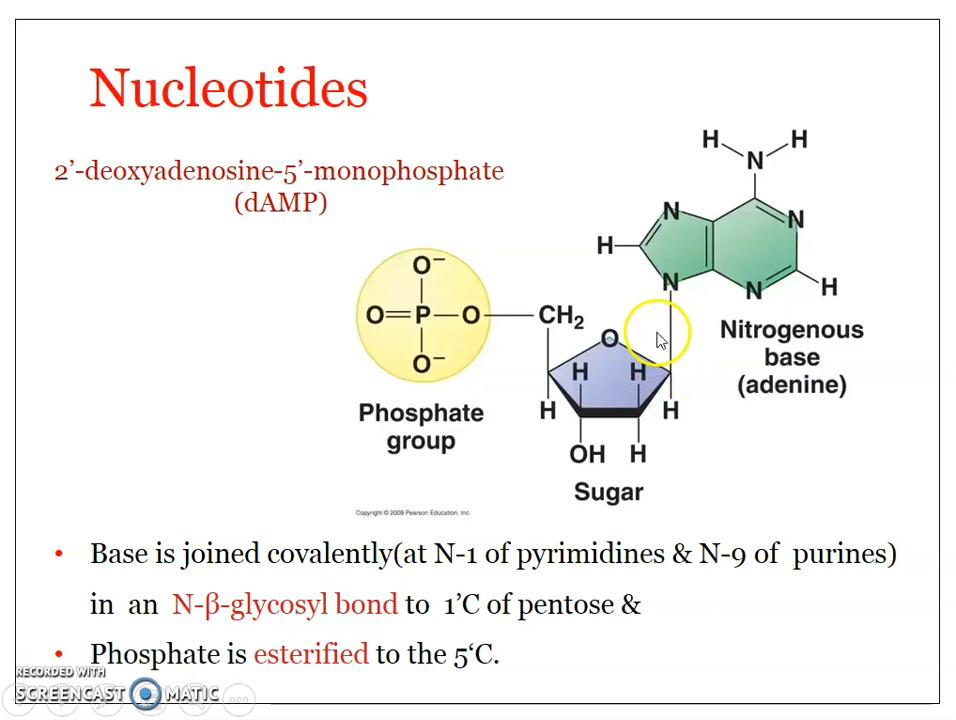 Nucleotides
2’-deoxyadenosine-5’-monophosphate
(dAMP)
H H
N
N N
H
N N H
O⁻
O=P—O CH₂
O⁻
O
H H
H H
OH H
Nitrogenous
base
(adenine)
Phosphate
group
Sugar
Copyright © 2009 Pearson Education, Inc.
• Base is joined covalently(at N-1 of pyrimidines & N-9 of purines)
in an N-β-glycosyl bond to 1’C of pentose &
• Phosphate is esterified to the 5‘C.
RECORDED WITH
SCREENCAST MATIC